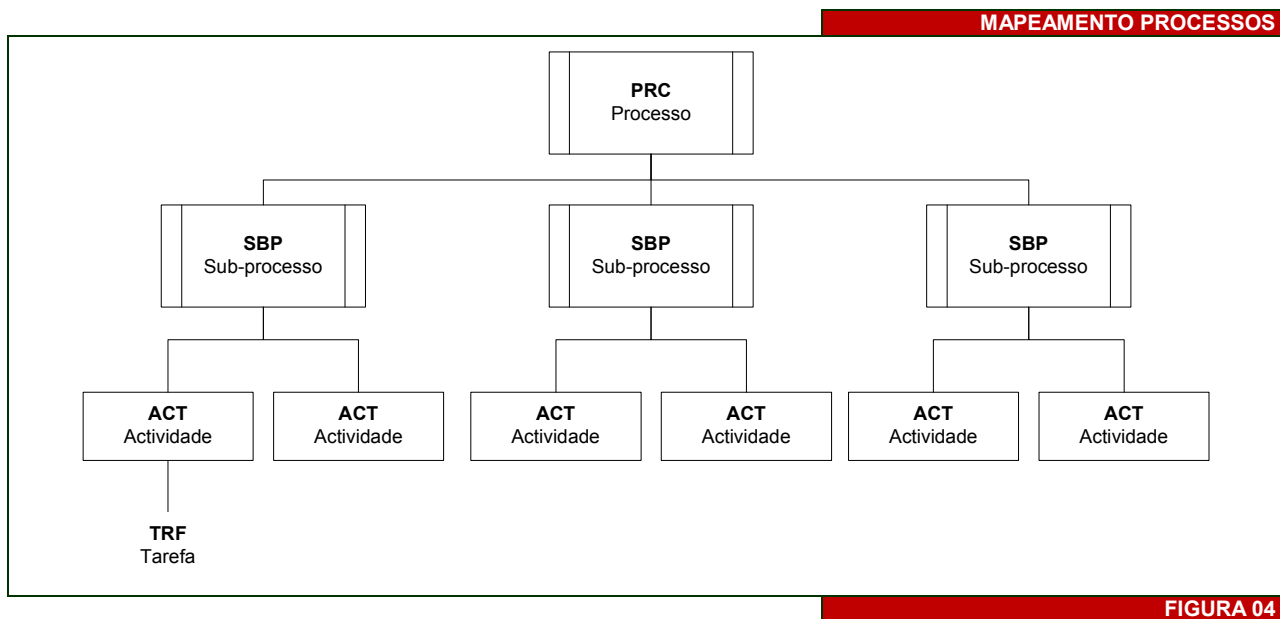 MAPEAMENTO PROCESSOS
PRC
Processo
SBP
Sub-processo
SBP
Sub-processo
SBP
Sub-processo
ACT
Actividade
ACT
Actividade
ACT
Actividade
ACT
Actividade
ACT
Actividade
ACT
Actividade
TRF
Tarefa
FIGURA 04